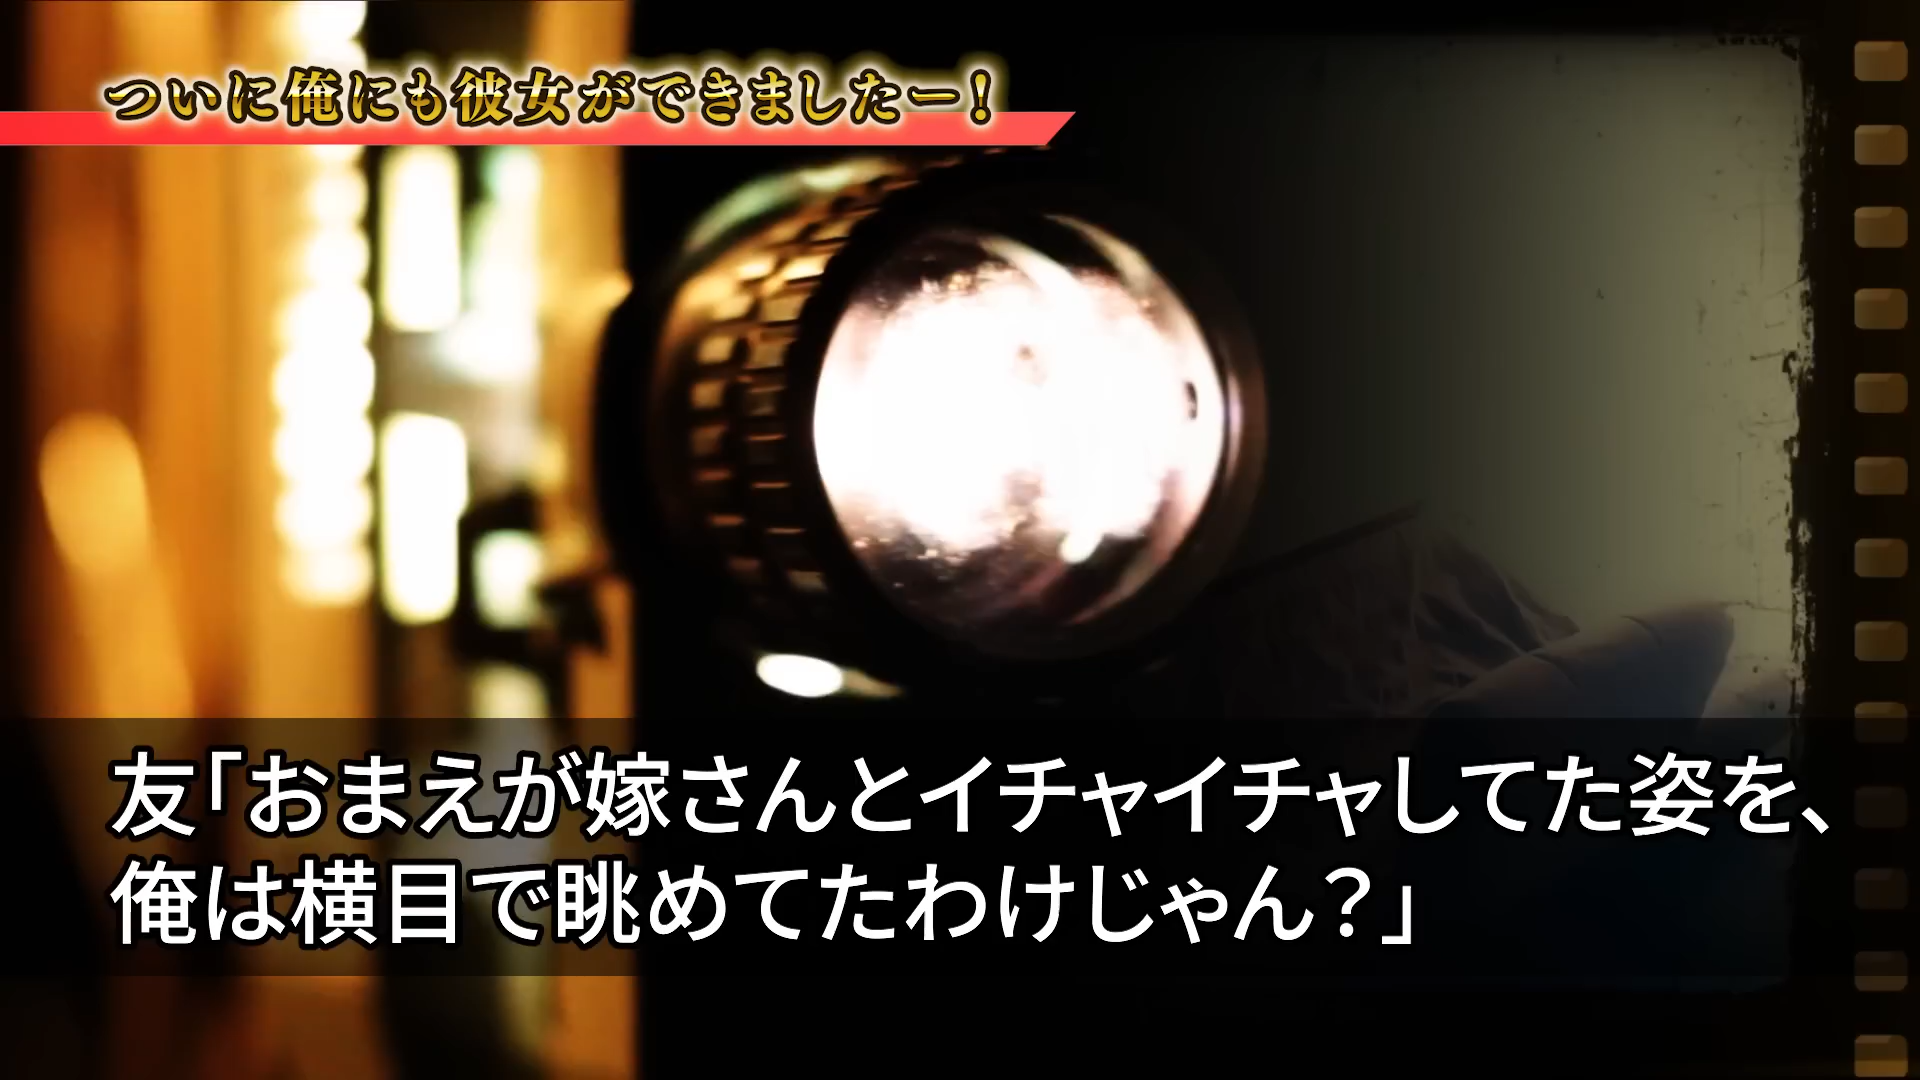 ついに俺にも彼女ができましたー！
友「おまえが嫁さんとイチャイチャしてた姿を、
俺は横目で眺めてたわけじゃん？」